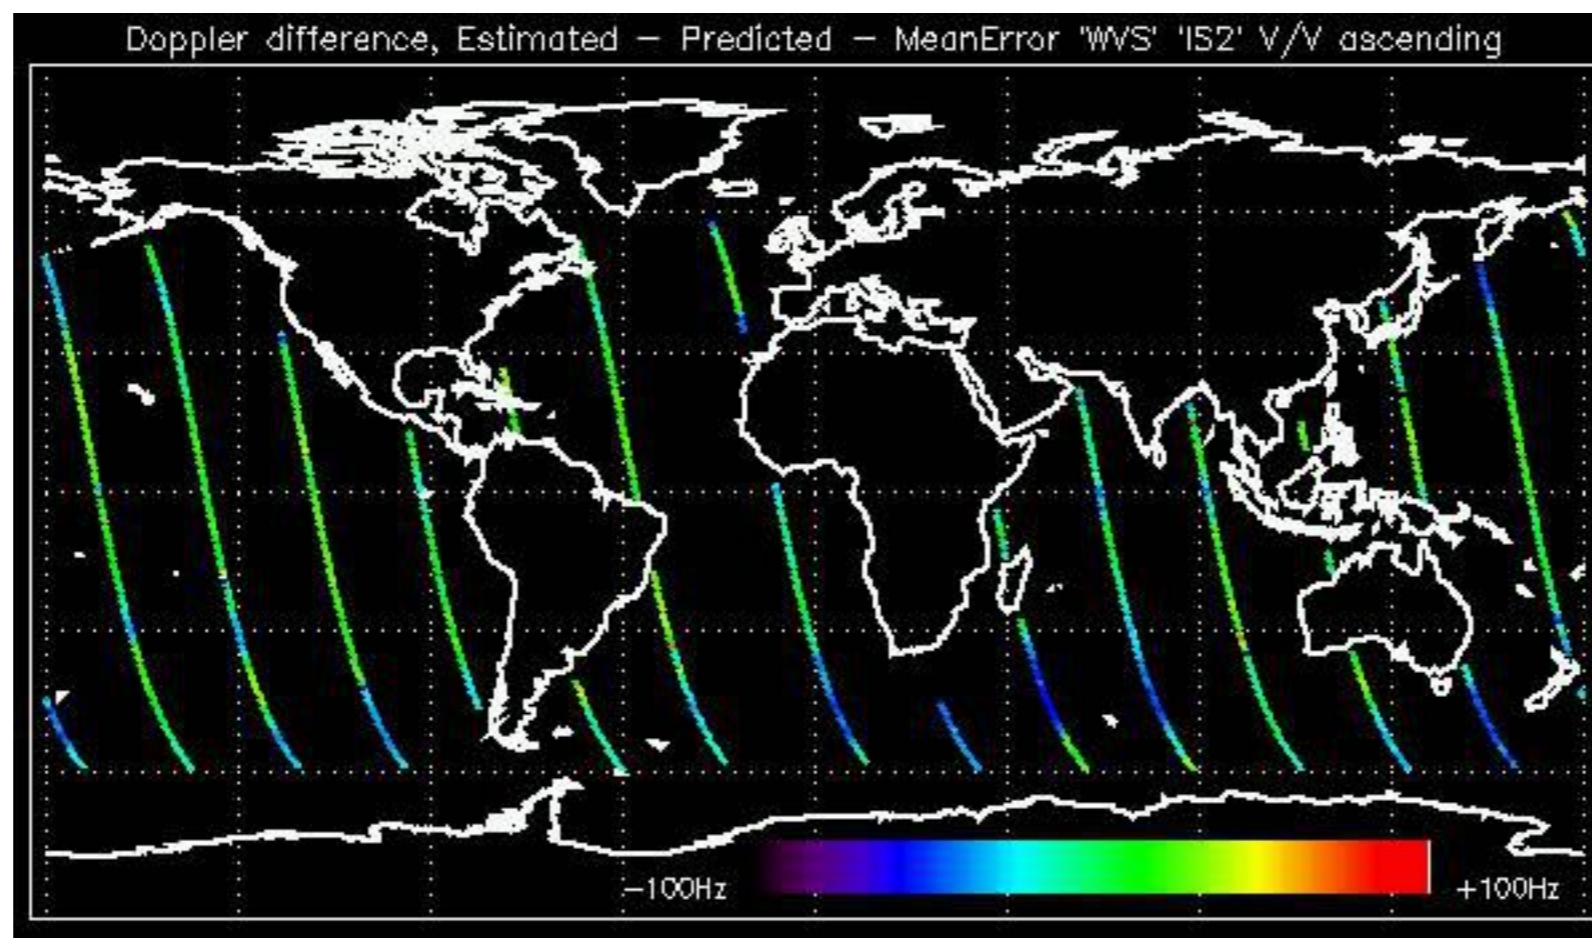 Doppler difference, Estimated — Predicted — MeanError 'WVS' 'IS2' V/V ascending
−100Hz
+100Hz